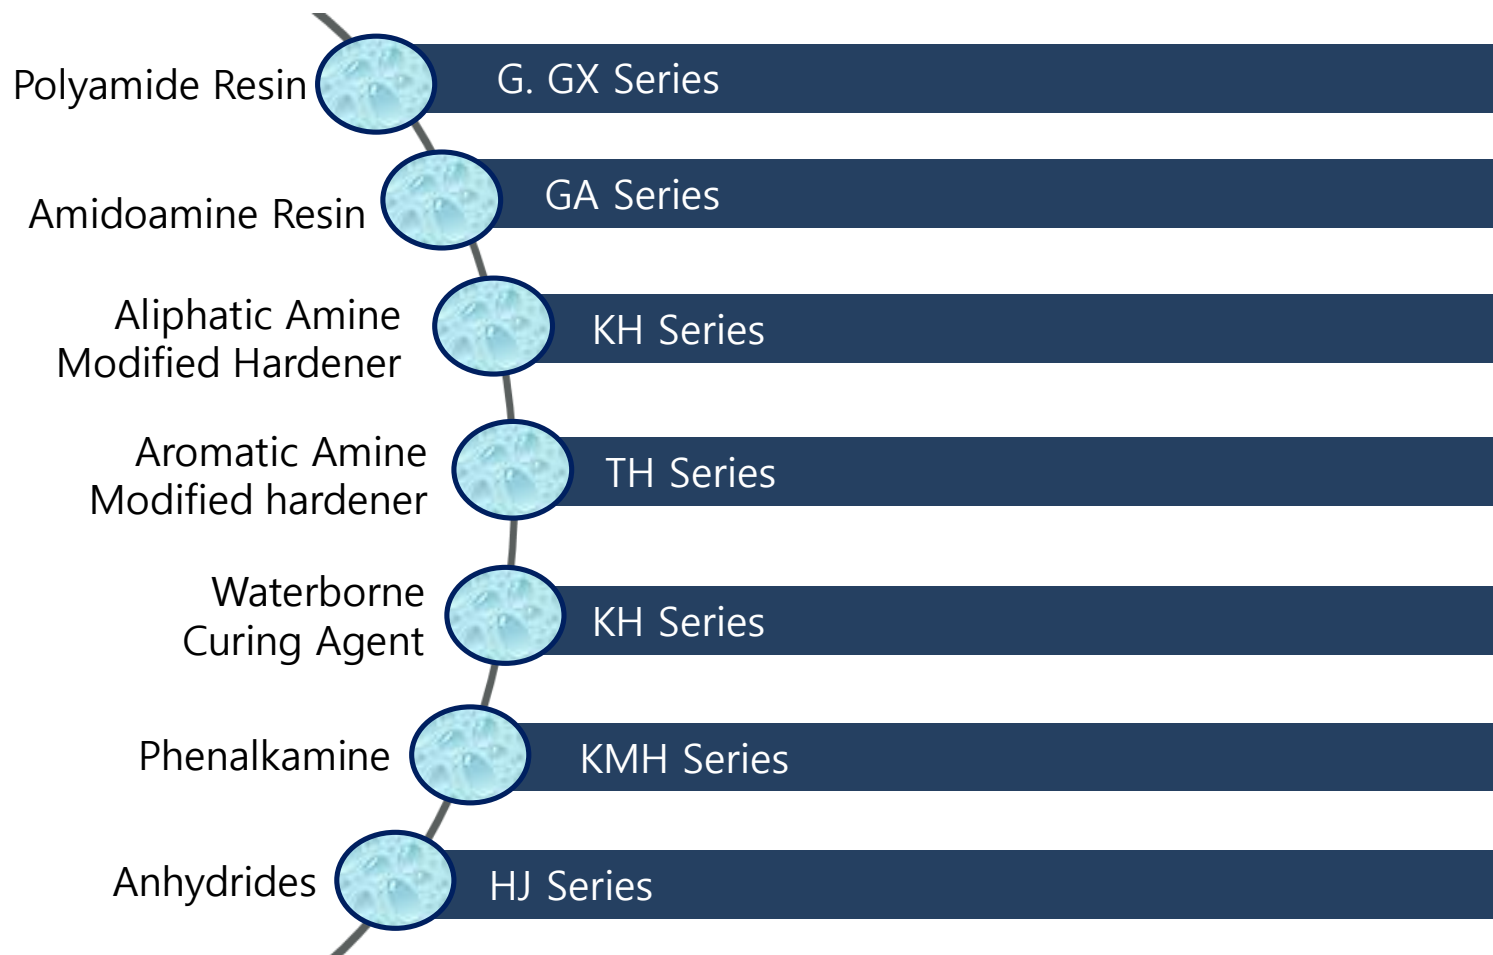 Polyamide Resin
G. GX Series
Amidoamine Resin
GA Series
Aliphatic Amine
Modified Hardener
KH Series
Aromatic Amine
Modified hardener
TH Series
Waterborne
Curing Agent
KH Series
Phenalkamine
KMH Series
Anhydrides
HJ Series